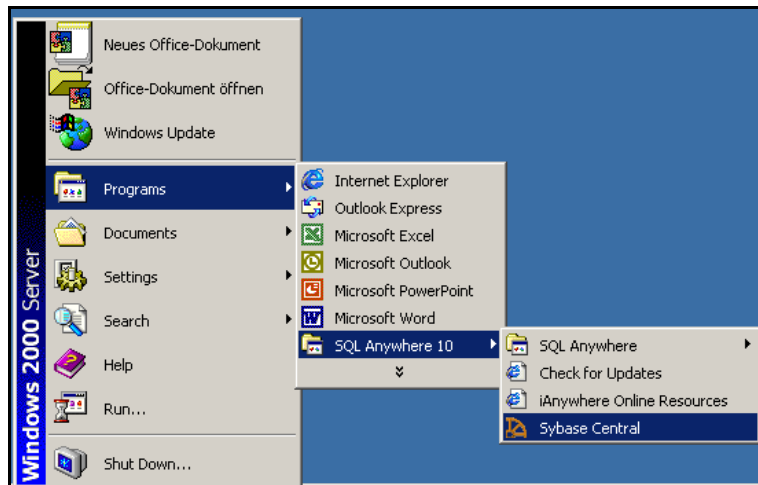 Windows 2000 Server
Neues Office-Dokument
Office-Dokument öffnen
Windows Update
Programs
Documents
Settings
Search
Help
Run...
Shut Down...
Internet Explorer
Outlook Express
Microsoft Excel
Microsoft Outlook
Microsoft PowerPoint
Microsoft Word
SQL Anywhere 10
SQL Anywhere
Check for Updates
iAnywhere Online Resources
Sybase Central